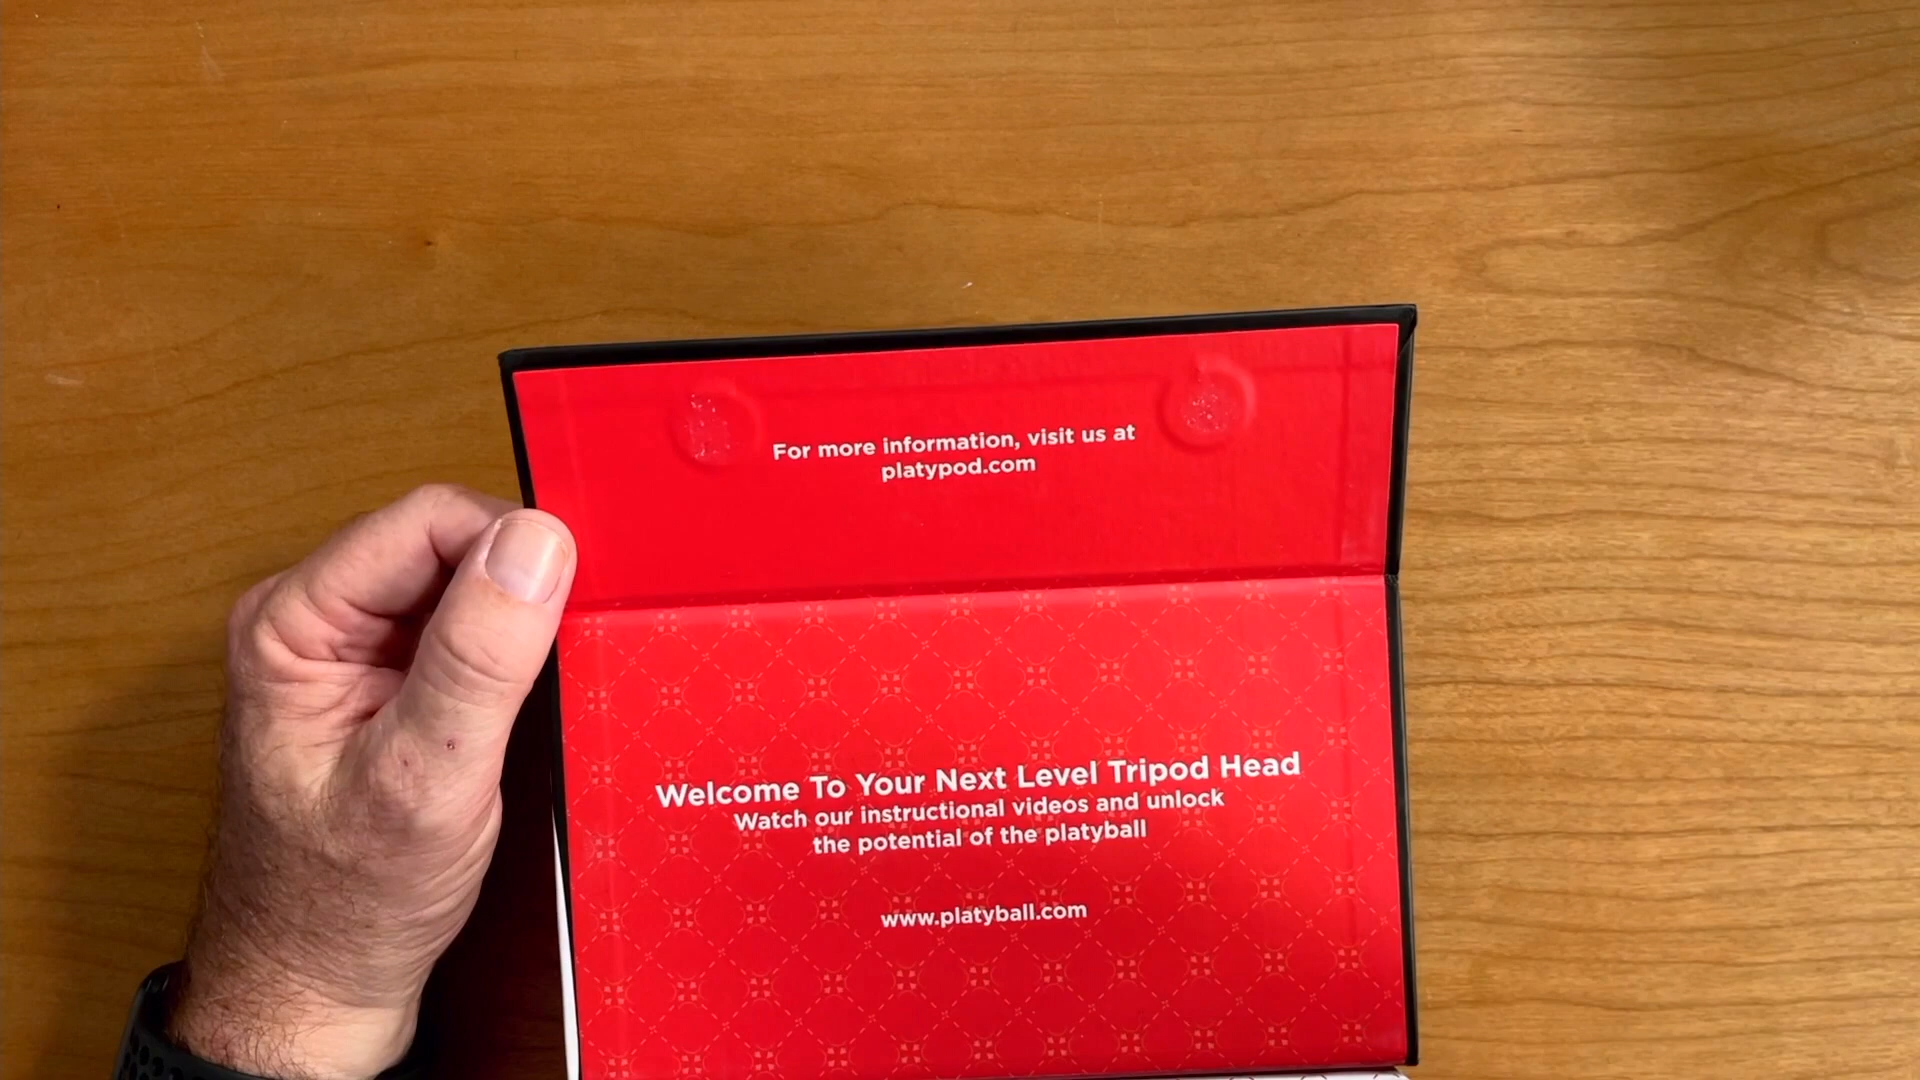 For more information, visit us at
platypod.com
Welcome To Your Next Level Tripod Head
Watch our instructional videos and unlock
the potential of the platyball
www.platyball.com